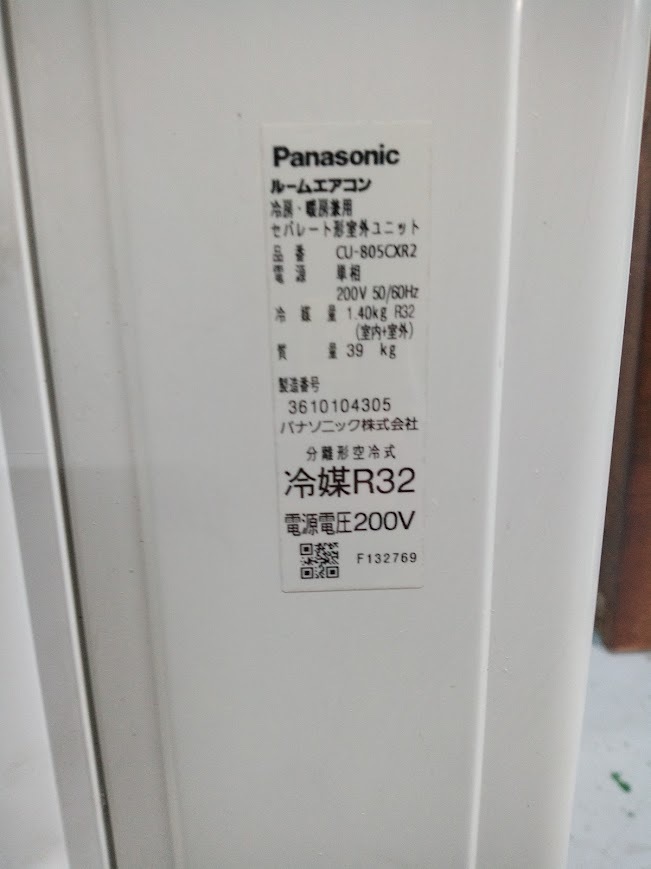 Panasonic
ルームエアコン
冷房・暖房兼用
セパレート形室外ユニット
品番 CU-805CXR2
電源 単相
200V 50/60Hz
冷媒量 1.40kg R32
(室内+室外)
質量 39 kg
製造番号
3610104305
パナソニック株式会社
分離形空冷式
冷媒R32
電源電圧200V
F132769